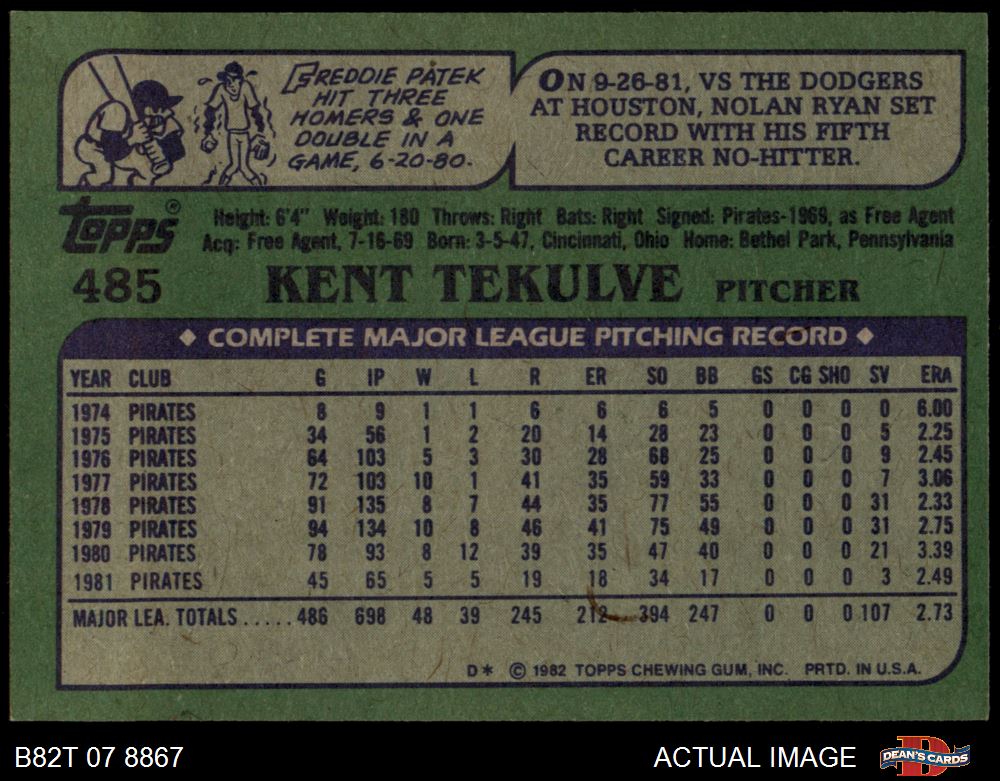 FREDDIE PATEK
HIT THREE
HOMERS & ONE
DOUBLE IN A
GAME, 6-20-80.
ON 9-26-81, VS THE DODGERS
AT HOUSTON, NOLAN RYAN SET
RECORD WITH HIS FIFTH
CAREER NO-HITTER.
Topps®
Height: 6'4" Weight: 180 Throws: Right Bats: Right Signed: Pirates-1969, as Free Agent
Acq: Free Agent, 7-16-69 Born: 3-5-47, Cincinnati, Ohio Home: Bethel Park, Pennsylvania
485 KENT TEKULVE PITCHER
◆ COMPLETE MAJOR LEAGUE PITCHING RECORD ◆
YEAR CLUB G IP W L R ER SO BB GS CG SHO SV ERA
1974 PIRATES 8 9 1 1 6 6 6 5 0 0 0 0 6.00
1975 PIRATES 34 56 1 2 20 14 28 23 0 0 0 5 2.25
1976 PIRATES 64 103 5 3 30 28 68 25 0 0 0 9 2.45
1977 PIRATES 72 103 10 1 41 35 59 33 0 0 0 7 3.06
1978 PIRATES 91 135 8 7 44 35 77 55 0 0 0 31 2.33
1979 PIRATES 94 134 10 8 46 41 75 49 0 0 0 31 2.75
1980 PIRATES 78 93 8 12 39 35 47 40 0 0 0 21 3.39
1981 PIRATES 45 65 5 5 19 18 34 17 0 0 0 3 2.49
MAJOR LEA. TOTALS ..... 486 698 48 39 245 212 394 247 0 0 0 107 2.73
D* © 1982 TOPPS CHEWING GUM, INC. PRTD. IN U.S.A.
B82T 07 8867 ACTUAL IMAGE DEAN'S CARDS